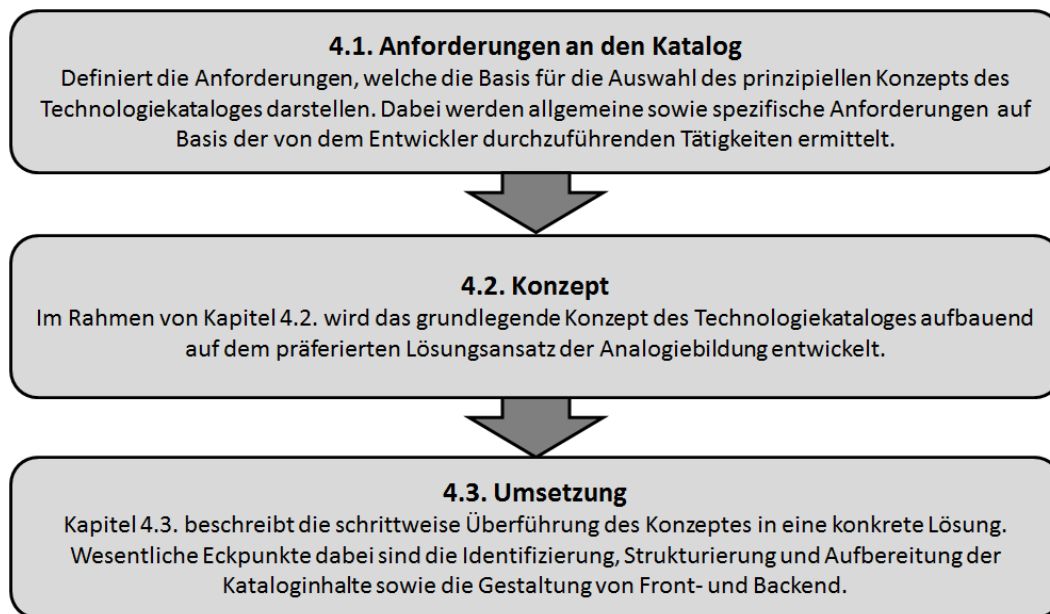 4.1. Anforderungen an den Katalog
Definiert die Anforderungen, welche die Basis für die Auswahl des prinzipiellen Konzepts des
Technologiekataloges darstellen. Dabei werden allgemeine sowie spezifische Anforderungen auf
Basis der von dem Entwickler durchzuführenden Tätigkeiten ermittelt.
4.2. Konzept
Im Rahmen von Kapitel 4.2. wird das grundlegende Konzept des Technologiekataloges aufbauend
auf dem präferierten Lösungsansatz der Analogiebildung entwickelt.
4.3. Umsetzung
Kapitel 4.3. beschreibt die schrittweise Überführung des Konzeptes in eine konkrete Lösung.
Wesentliche Eckpunkte dabei sind die Identifizierung, Strukturierung und Aufbereitung der
Kataloginhalte sowie die Gestaltung von Front- und Backend.